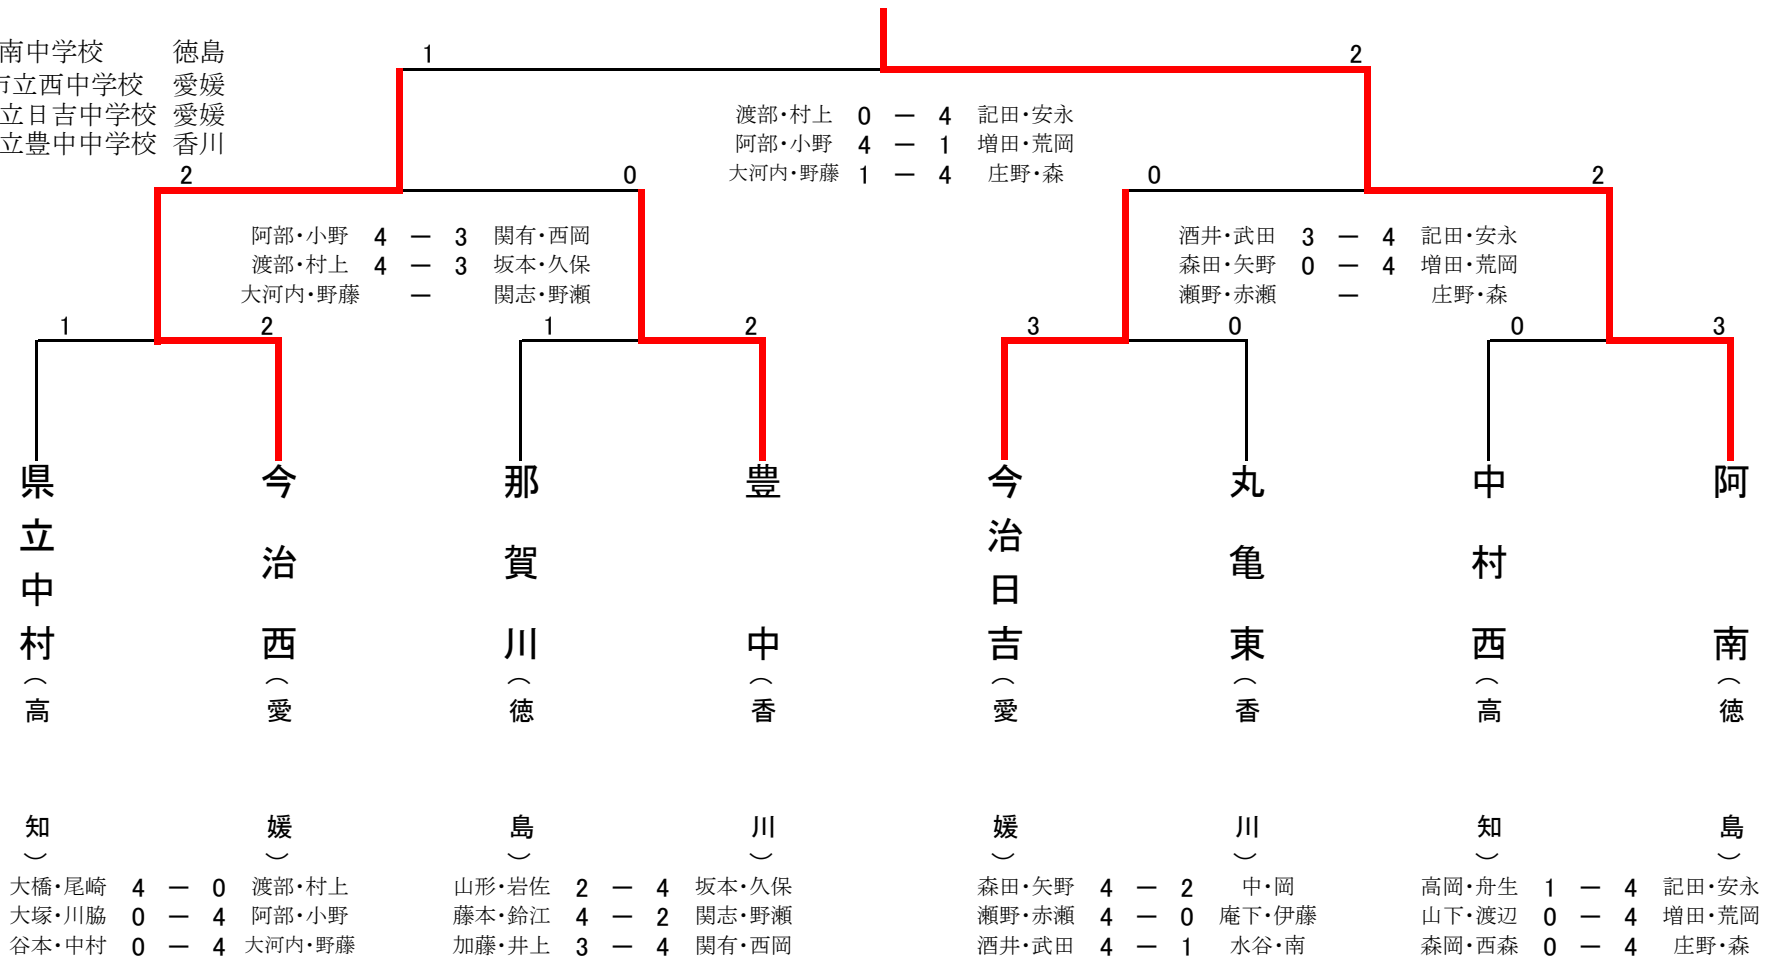 南中学校 徳島
市立西中学校 愛媛
立日吉中学校 愛媛
立豊中中学校 香川
1 2
渡部・村上 0 － 4 記田・安永
阿部・小野 4 － 1 増田・荒岡
大河内・野藤 1 － 4 庄野・森
2 0 0 2
阿部・小野 4 － 3 関有・西岡
渡部・村上 4 － 3 坂本・久保
大河内・野藤 － 関志・野瀬
酒井・武田 3 － 4 記田・安永
森田・矢野 0 － 4 増田・荒岡
瀬野・赤瀬 － 庄野・森
1 2 1 2 3 0 0 3
県立中村（高知）
今治西（愛媛）
那賀川（徳島）
豊中（香川）
今治日吉（愛媛）
丸亀東（香川）
中村西（高知）
阿南（徳島）
大橋・尾崎 4 － 0 渡部・村上
大塚・川脇 0 － 4 阿部・小野
谷本・中村 0 － 4 大河内・野藤
山形・岩佐 2 － 4 坂本・久保
藤本・鈴江 4 － 2 関志・野瀬
加藤・井上 3 － 4 関有・西岡
森田・矢野 4 － 2 中・岡
瀬野・赤瀬 4 － 0 庵下・伊藤
酒井・武田 4 － 1 水谷・南
高岡・舟生 1 － 4 記田・安永
山下・渡辺 0 － 4 増田・荒岡
森岡・西森 0 － 4 庄野・森